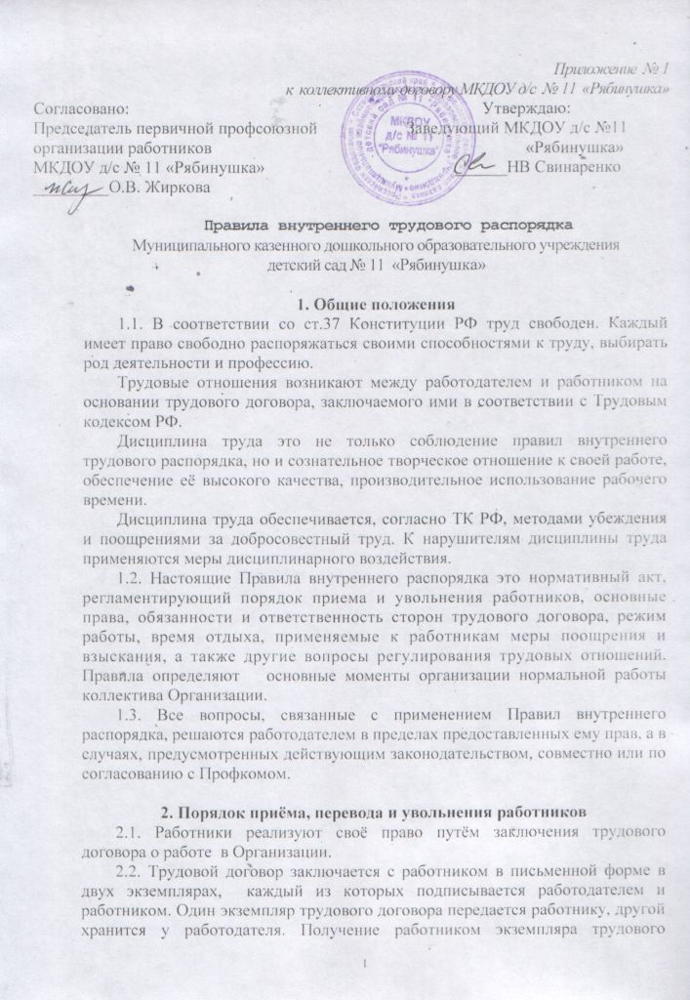 Приложение № 1
к коллективному договору МКДОУ д/с № 11 «Рябинушка»
Согласовано: Утверждаю:
Председатель первичной профсоюзной Заведующий МКДОУ д/с №11
организации работников «Рябинушка»
МКДОУ д/с № 11 «Рябинушка» НВ Свинаренко
О.В. Жиркова
МКДОУ
д/с № 11
"Рябинушка"
Правила внутреннего трудового распорядка
Муниципального казенного дошкольного образовательного учреждения
детский сад № 11 «Рябинушка»
1. Общие положения
1.1. В соответствии со ст.37 Конституции РФ труд свободен. Каждый
имеет право свободно распоряжаться своими способностями к труду, выбирать
род деятельности и профессию.
Трудовые отношения возникают между работодателем и работником на
основании трудового договора, заключаемого ими в соответствии с Трудовым
кодексом РФ.
Дисциплина труда это не только соблюдение правил внутреннего
трудового распорядка, но и сознательное творческое отношение к своей работе,
обеспечение её высокого качества, производительное использование рабочего
времени.
Дисциплина труда обеспечивается, согласно ТК РФ, методами убеждения
и поощрениями за добросовестный труд. К нарушителям дисциплины труда
применяются меры дисциплинарного воздействия.
1.2. Настоящие Правила внутреннего распорядка это нормативный акт,
регламентирующий порядок приема и увольнения работников, основные
права, обязанности и ответственность сторон трудового договора, режим
работы, время отдыха, применяемые к работникам меры поощрения и
взыскания, а также другие вопросы регулирования трудовых отношений.
Правила определяют основные моменты организации нормальной работы
коллектива Организации.
1.3. Все вопросы, связанные с применением Правил внутреннего
распорядка, решаются работодателем в пределах предоставленных ему прав, а в
случаях, предусмотренных действующим законодательством, совместно или по
согласованию с Профкомом.
2. Порядок приёма, перевода и увольнения работников
2.1. Работники реализуют своё право путём заключения трудового
договора о работе в Организации.
2.2. Трудовой договор заключается с работником в письменной форме в
двух экземплярах, каждый из которых подписывается работодателем и
работником. Один экземпляр трудового договора передается работнику, другой
хранится у работодателя. Получение работником экземпляра трудового
1